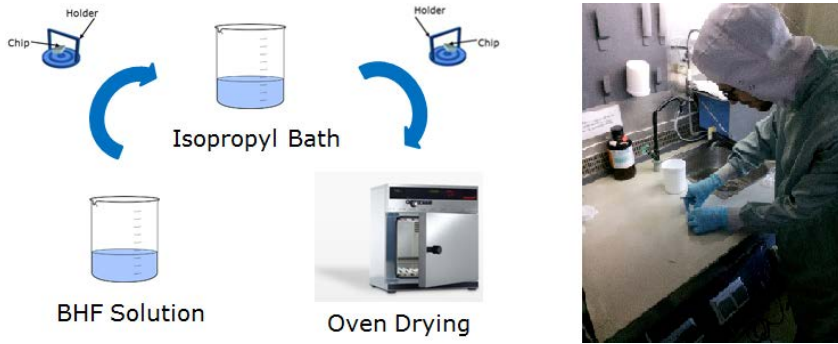 Holder
Chip
Holder
Chip
Isopropyl Bath
BHF Solution
Oven Drying